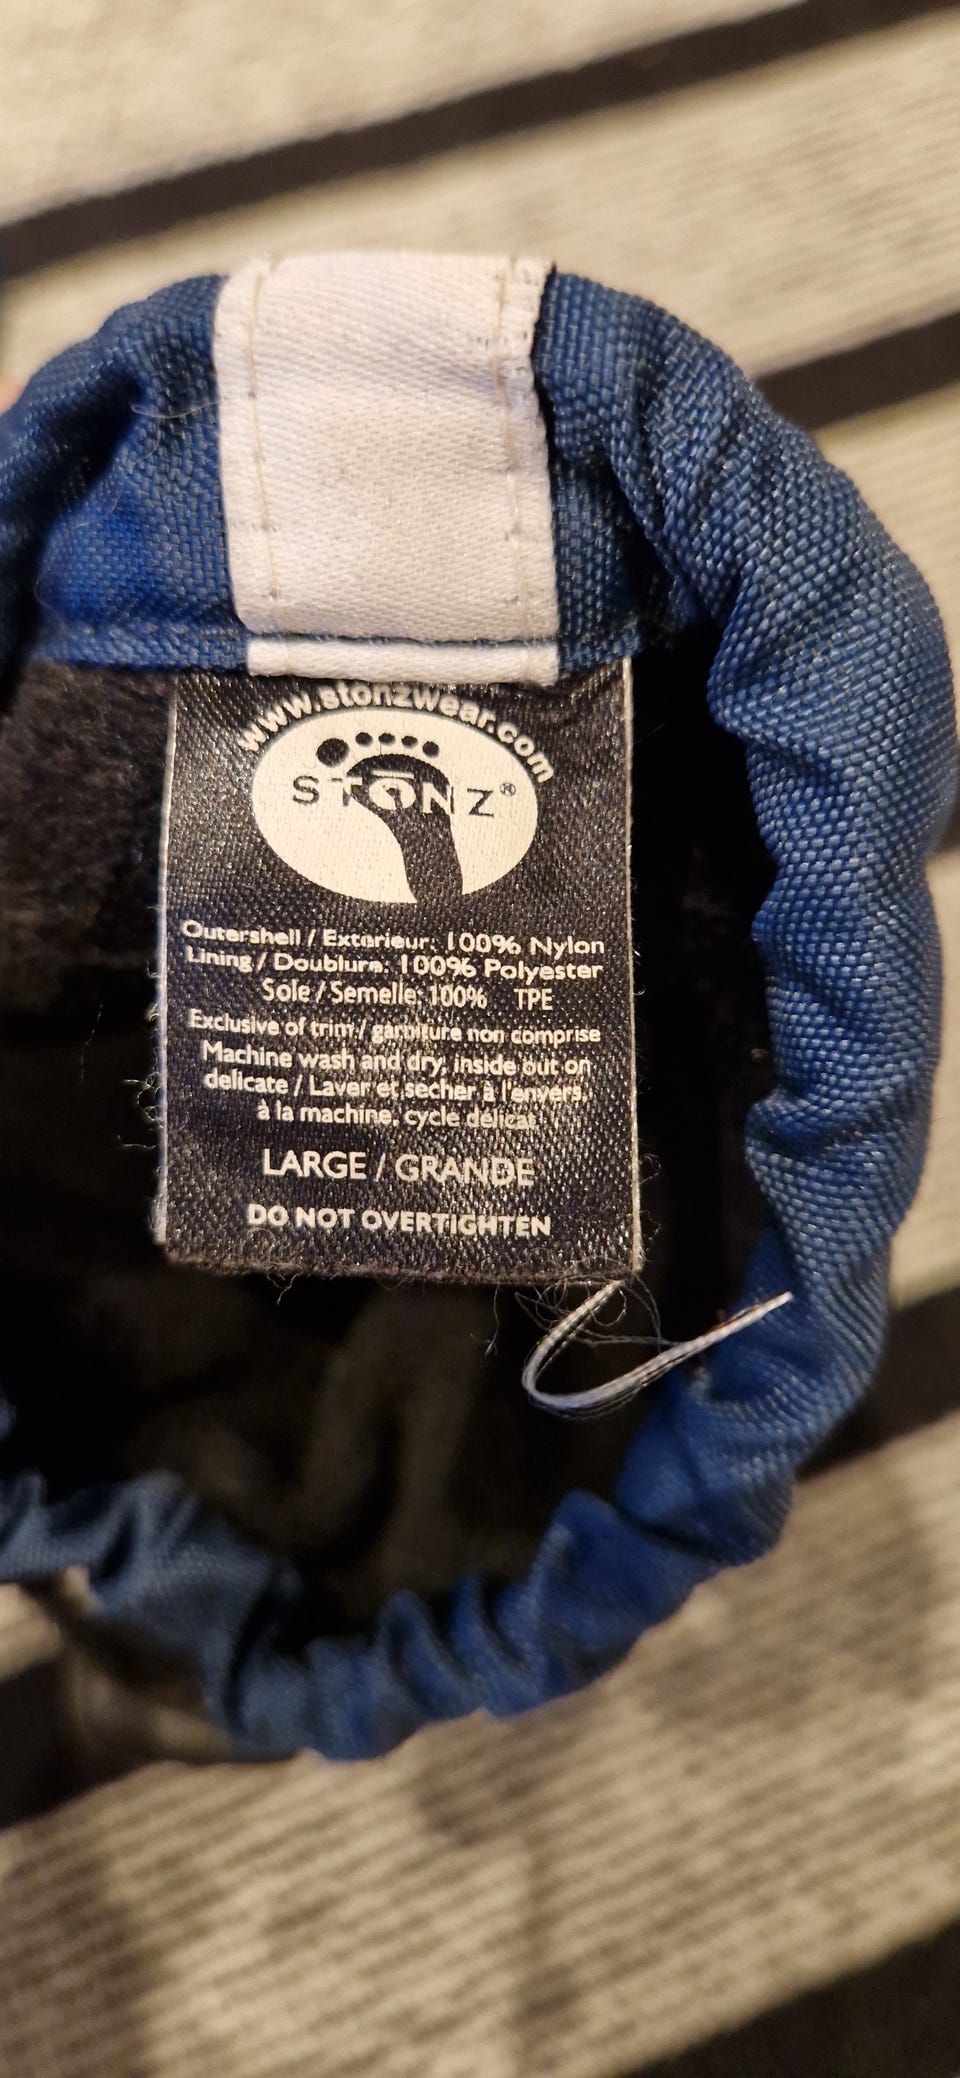 www.stonzwear.com
STONZ®
Outershell / Exterieur: 100% Nylon
Lining / Doublure: 100% Polyester
Sole / Semelle: 100% TPE
Exclusive of trim / garniture non comprise
Machine wash and dry, inside out on
delicate / Laver et secher à l'envers,
à la machine, cycle délicat
LARGE / GRANDE
DO NOT OVERTIGHTEN